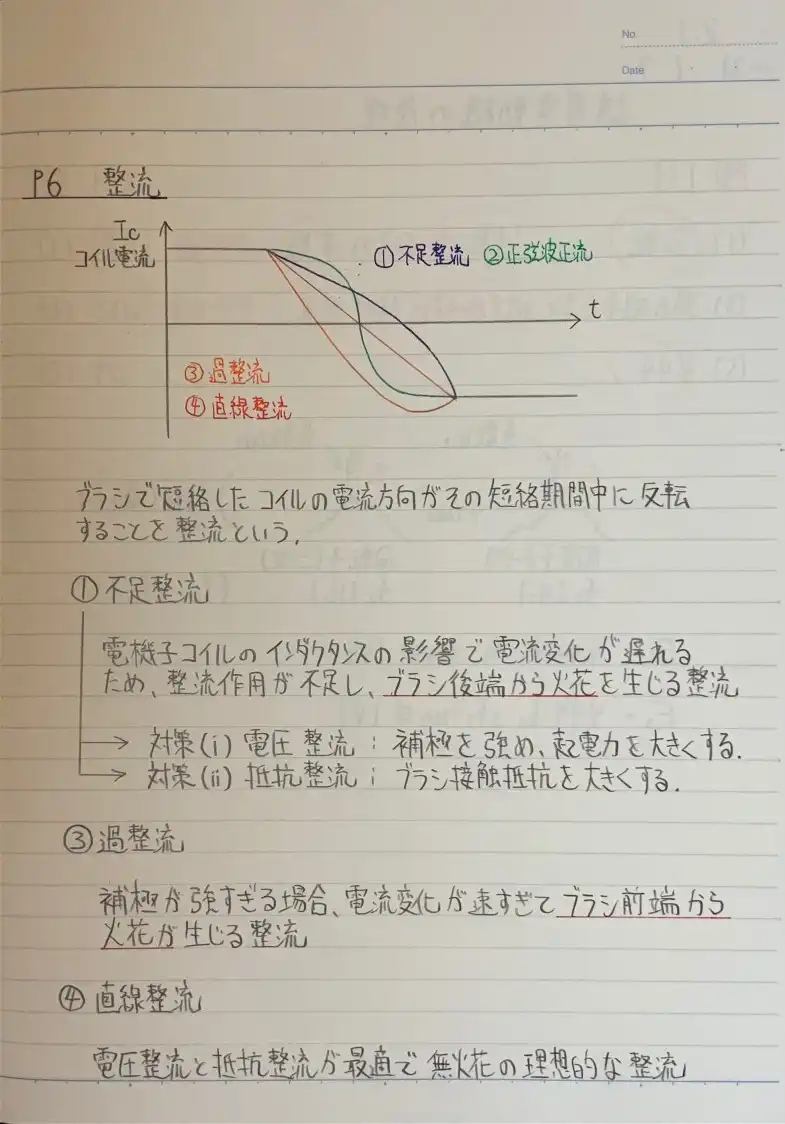 No.
Date
P6 整流
Ic
コイル電流
①不足整流 ②正弦波正流
t
③過整流
④直線整流
ブラシで短絡したコイルの電流方向がその短絡期間中に反転
することを整流という.
①不足整流
電機子コイルのインダクタンスの影響で電流変化が遅れる
ため、整流作用が不足し、ブラシ後端から火花を生じる整流
対策(i) 電圧整流 : 補極を強め、起電力を大きくする.
対策(ii) 抵抗整流 : ブラシ接触抵抗を大きくする.
③過整流
補極が強すぎる場合、電流変化が速すぎてブラシ前端から
火花が生じる整流
④直線整流
電圧整流と抵抗整流が最適で無火花の理想的な整流